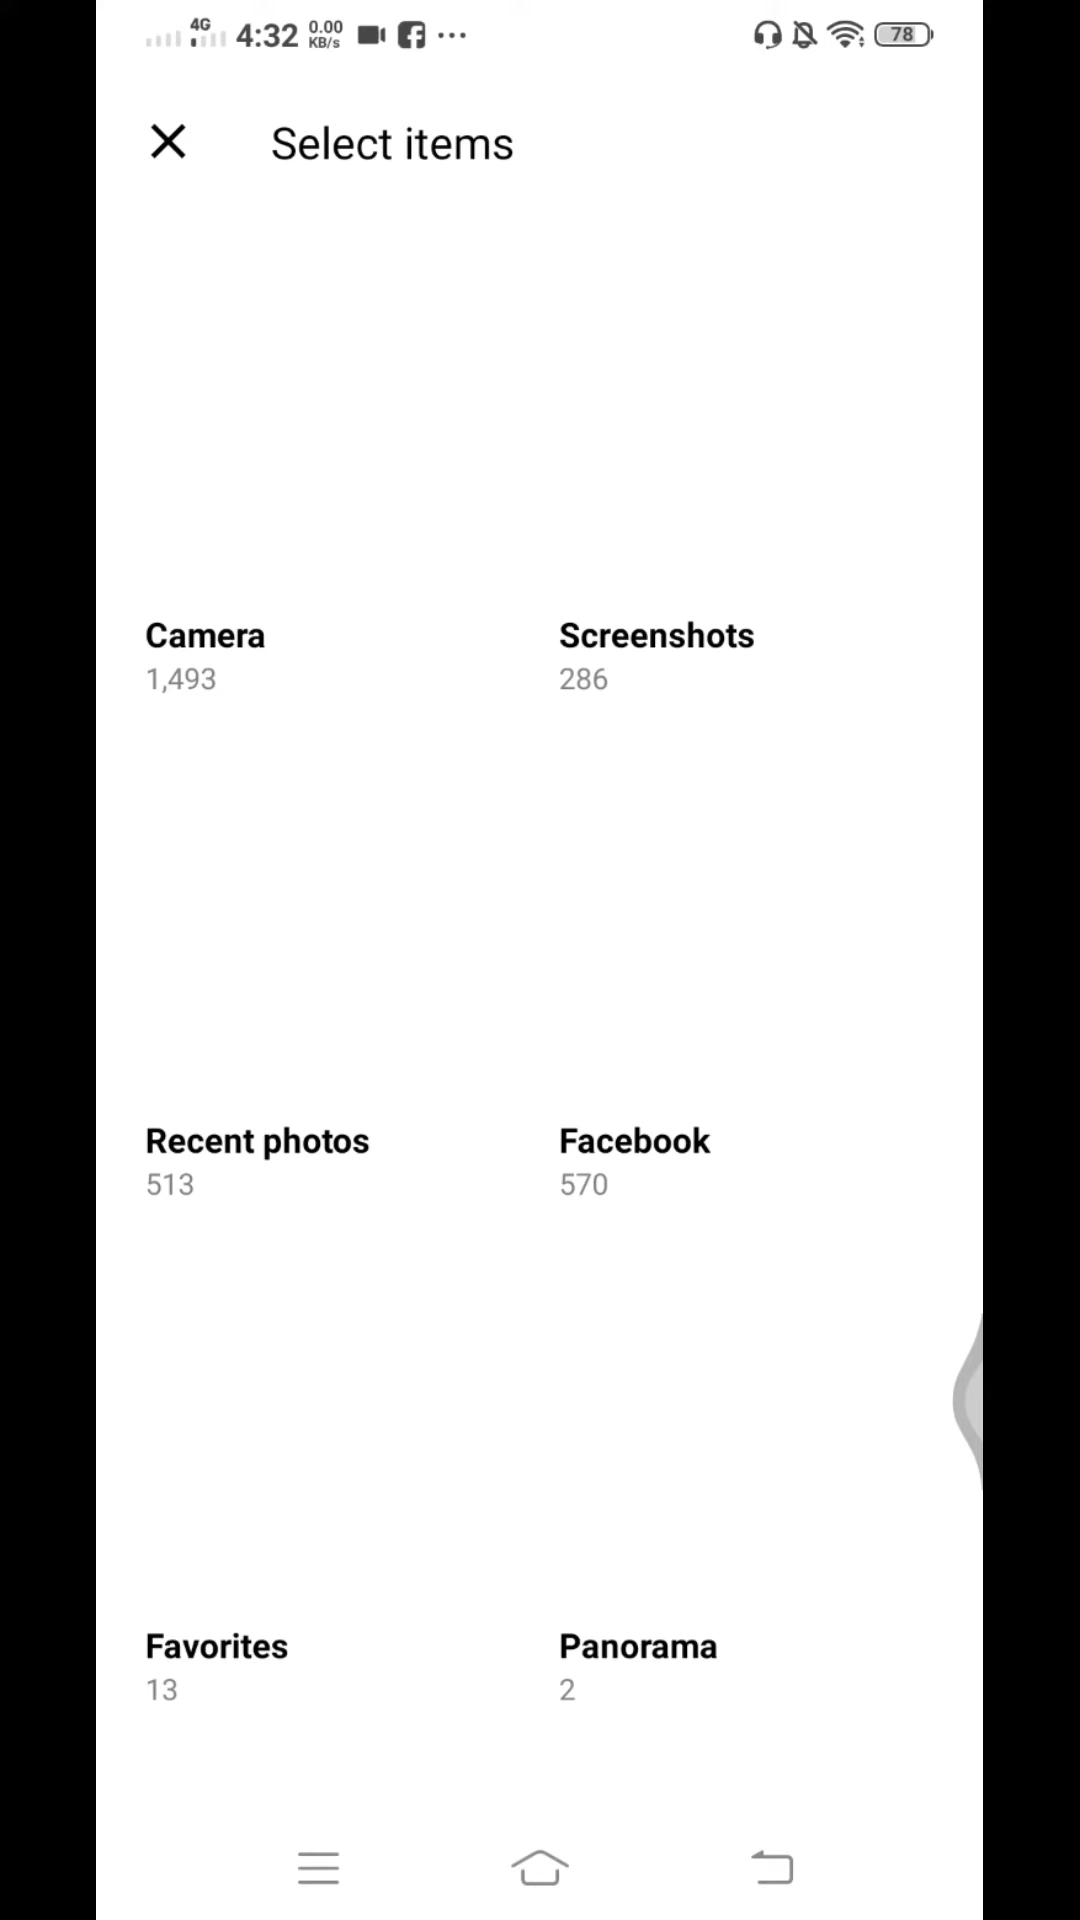 4G
4:32
0.00
KB/s
78
Select items
Camera
1,493
Screenshots
286
Recent photos
513
Facebook
570
Favorites
13
Panorama
2